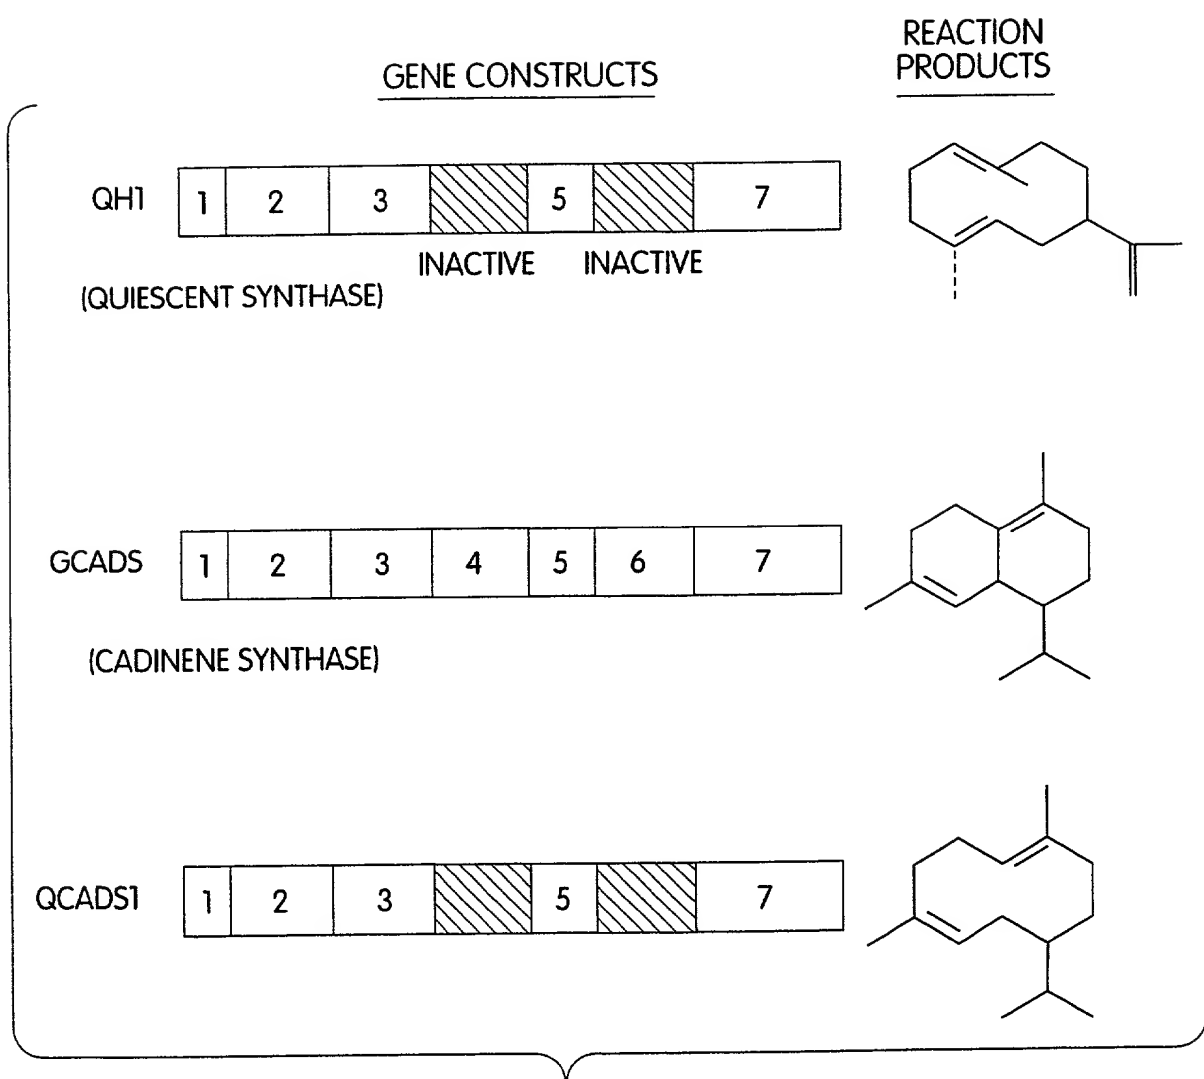 GENE CONSTRUCTS
REACTION
PRODUCTS
QH1
1 2 3 5 7
INACTIVE INACTIVE
(QUIESCENT SYNTHASE)
GCADS
1 2 3 4 5 6 7
(CADINENE SYNTHASE)
QCADS1
1 2 3 5 7